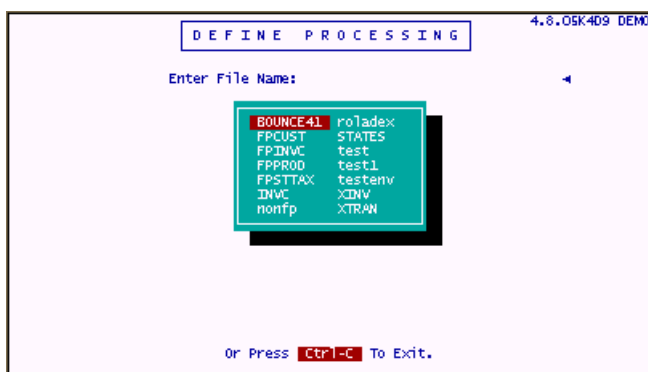 4.8.05K4D9 DEMO
D E F I N E   P R O C E S S I N G
Enter File Name:
BOUNCE41 roladex
FPCUST STATES
FPINVC test
FPPROD test1
FPSTTAX testenv
INVC XINV
nonfp XTRAN
Or Press Ctrl-C To Exit.